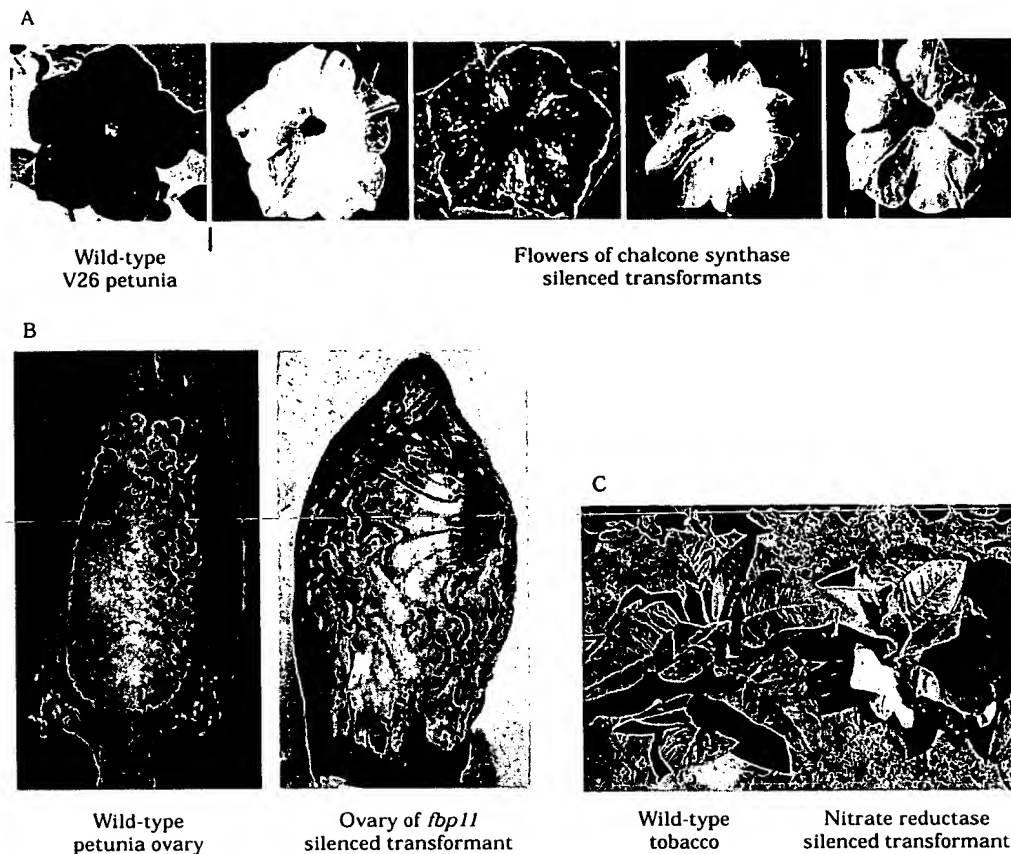 A
Wild-type
V26 petunia
Flowers of chalcone synthase
silenced transformants
B
Wild-type
petunia ovary
Ovary of fbp11
silenced transformant
C
Wild-type
tobacco
Nitrate reductase
silenced transformant